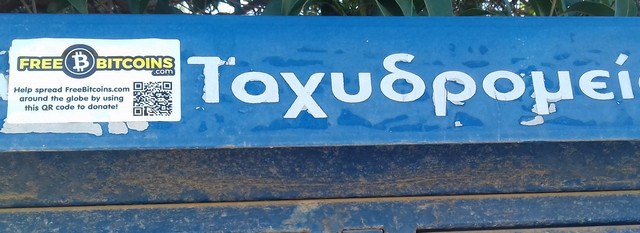 FREE BITCOINS
.com
Help spread FreeBitcoins.com
around the globe by using
this QR code to donate!
Ταχυδρομεί